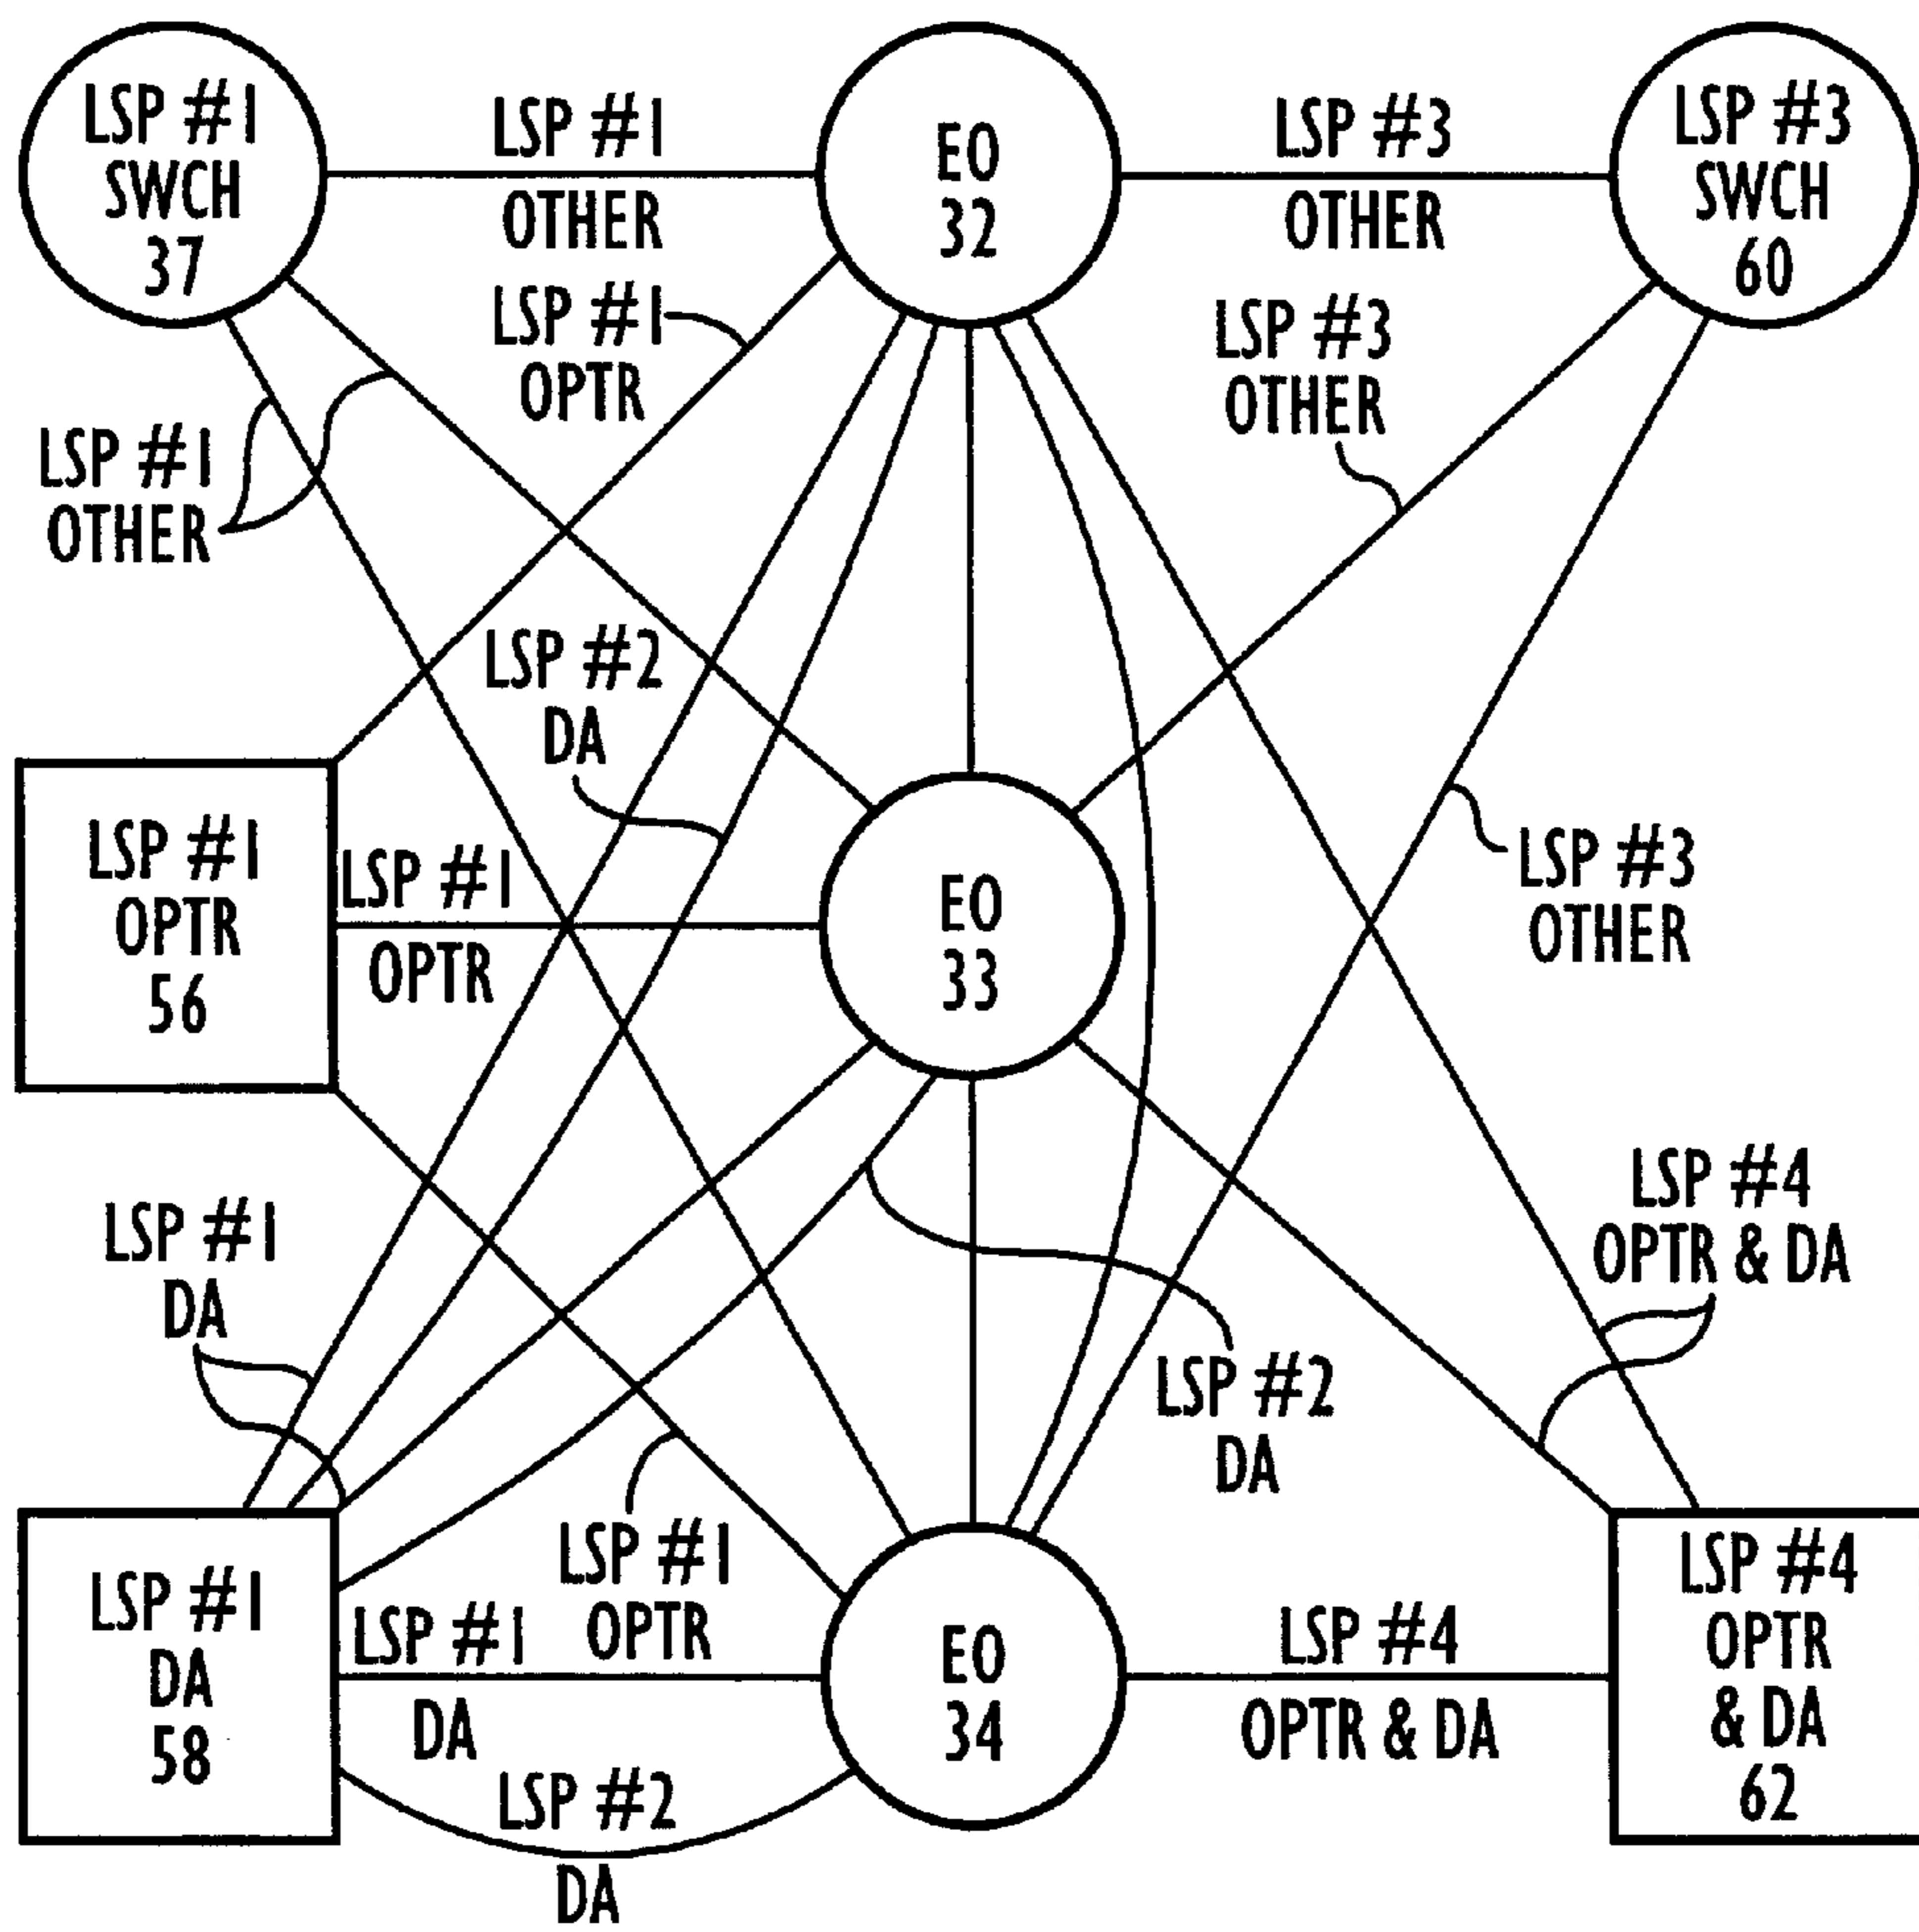 LSP #1
SWCH
37
LSP #1
OTHER
EO
32
LSP #3
OTHER
LSP #3
SWCH
60
LSP #1
OPTR
LSP #3
OTHER
LSP #1
OTHER
LSP #2
DA
LSP #1
OPTR
56
LSP #1
OPTR
EO
33
LSP #3
OTHER
LSP #1
DA
LSP #4
OPTR & DA
LSP #2
DA
LSP #1
OPTR
LSP #1
DA
58
LSP #1
DA
LSP #2
DA
EO
34
LSP #4
OPTR & DA
LSP #4
OPTR
& DA
62